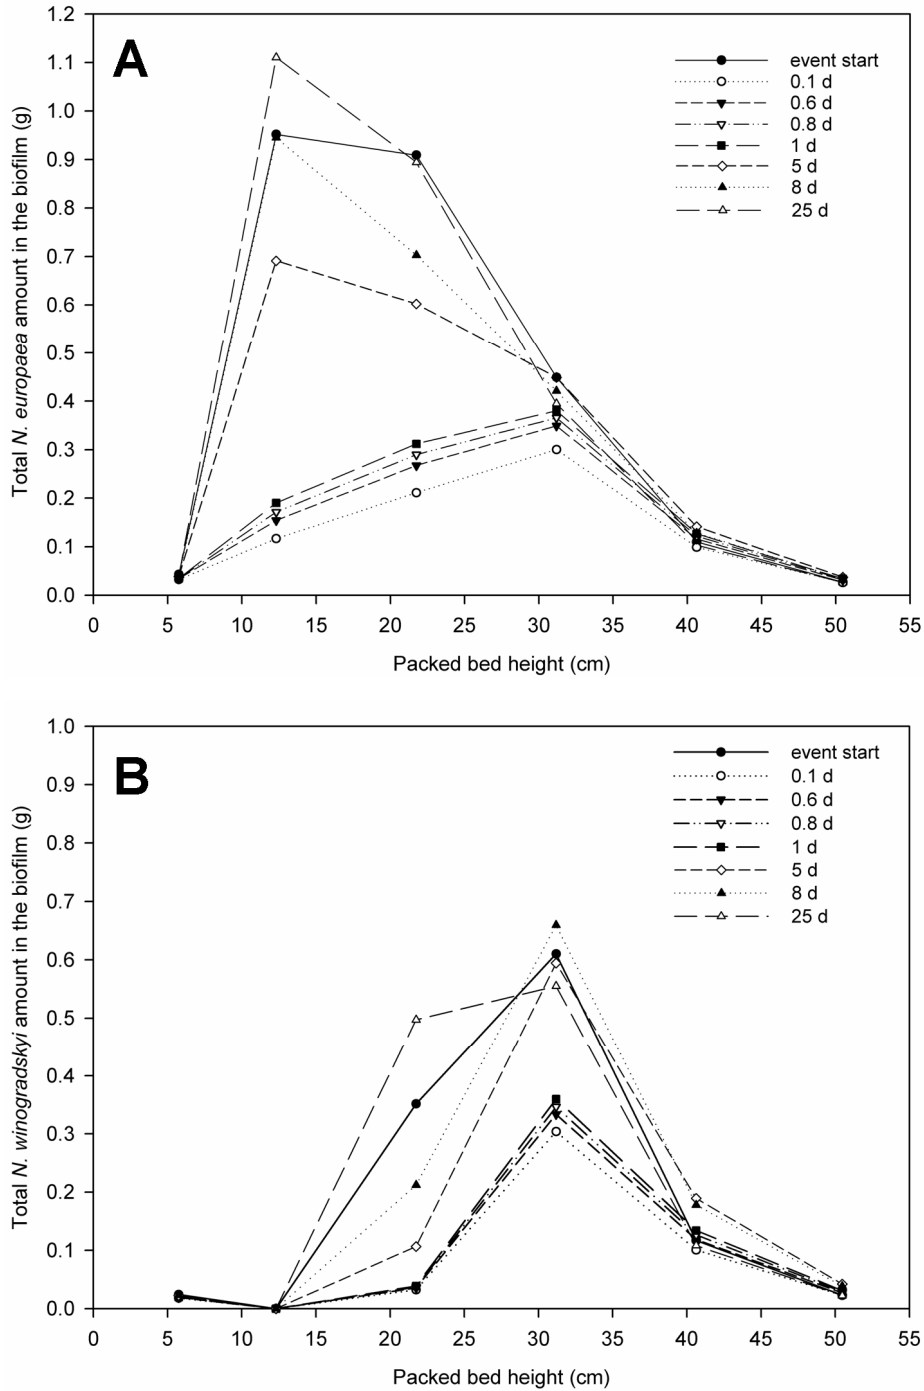 A
Total N. europaea amount in the biofilm (g)
1.2
1.1
1.0
0.9
0.8
0.7
0.6
0.5
0.4
0.3
0.2
0.1
0.0
event start
0.1 d
0.6 d
0.8 d
1 d
5 d
8 d
25 d
0 5 10 15 20 25 30 35 40 45 50 55
Packed bed height (cm)
B
Total N. winogradskyi amount in the biofilm (g)
1.0
0.9
0.8
0.7
0.6
0.5
0.4
0.3
0.2
0.1
0.0
event start
0.1 d
0.6 d
0.8 d
1 d
5 d
8 d
25 d
0 5 10 15 20 25 30 35 40 45 50 55
Packed bed height (cm)